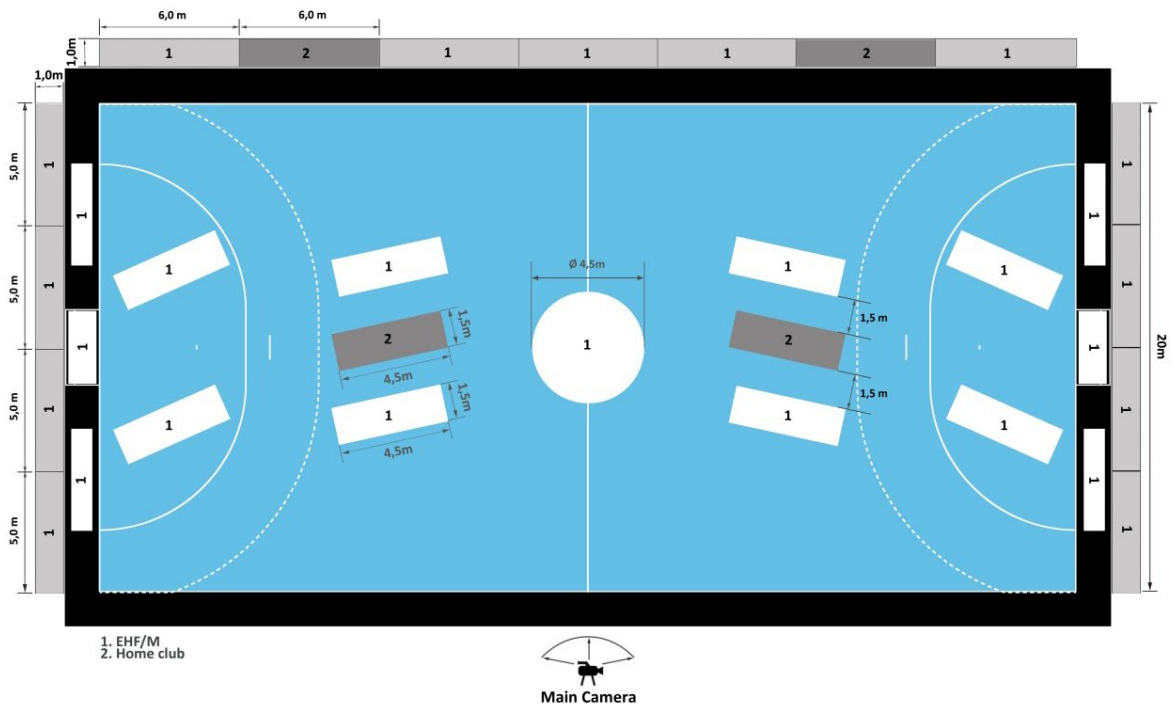 6,0 m 6,0 m
1,0m 1 2 1 1 1 2 1
1,0m
5,0 m 1 1
1 1
1 1
5,0 m 1 1 1 1 1 1
Ø 4,5m
1 2 1,5m 1 2 1,5 m 1 20m
4,5m
5,0 m 1 1 1 1,5m 1 1,5 m 1 1
4,5m
1 1
5,0 m 1 1
1. EHF/M
2. Home club
Main Camera